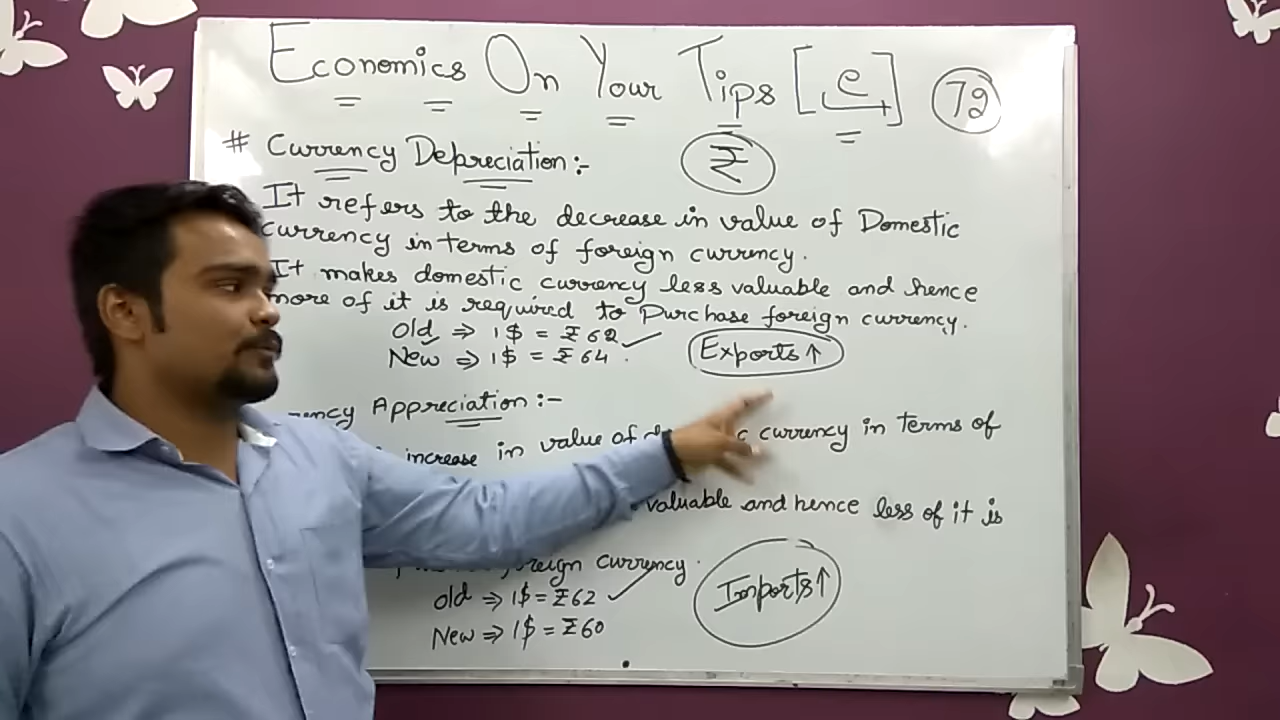 Economics On Your Tips [e] 72
# Currency Depreciation :-
₹
It refers to the decrease in value of Domestic
currency in terms of foreign currency.
It makes domestic currency less valuable and hence
more of it is required to Purchase foreign currency.
Old ⇒ 1$ = ₹62 ✓
New ⇒ 1$ = ₹64 .
Exports ↑
Appreciation :-
increase in value of currency in terms of
valuable and hence less of it is
currency.
Old ⇒ 1$ = ₹62 ✓
New ⇒ 1$ = ₹60
Imports ↑